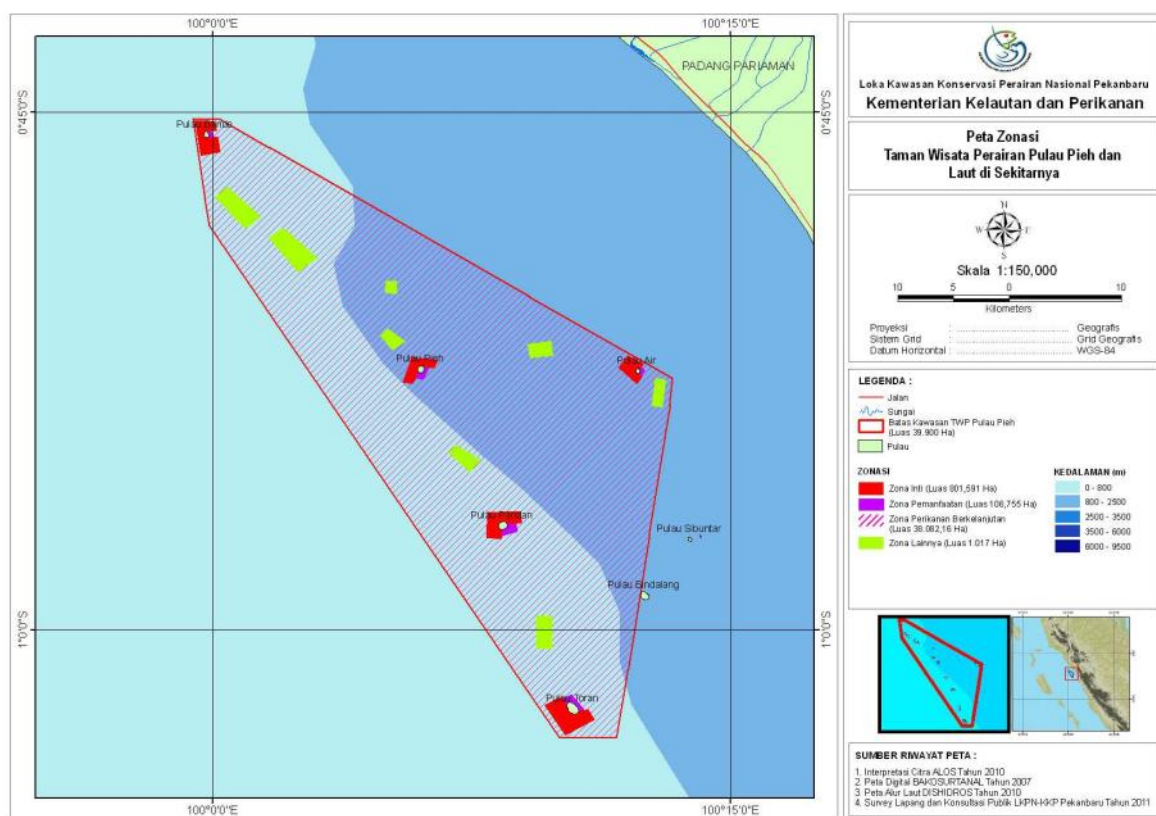 100°0'0"E
100°15'0"E
0°45'0"S
0°45'0"S
PADANG PARIAMAN
Pulau
Pulau Pieh
Pulau Air
Pulau Pandan
Pulau Sibuntar
Pulau Bindalang
1°0'0"S
1°0'0"S
Pulau Toran
100°0'0"E
100°15'0"E
Loka Kawasan Konservasi Perairan Nasional Pekanbaru
Kementerian Kelautan dan Perikanan
Peta Zonasi
Taman Wisata Perairan Pulau Pieh dan
Laut di Sekitarnya
N
W E
S
Skala 1:150,000
10 5 0 10
Kilometers
Proyeksi : ........................ Geografis
Sistem Grid : ........................ Grid Geografis
Datum Horizontal : ........................ WGS-84
LEGENDA :
Jalan
Sungai
Batas Kawasan TWP Pulau Pieh
(Luas 39.900 Ha)
Pulau
ZONASI
Zona Inti (Luas 801,591 Ha)
Zona Pemanfaatan (Luas 106,755 Ha)
Zona Perikanan Berkelanjutan
(Luas 38.082,16 Ha)
Zona Lainnya (Luas 1.017 Ha)
KEDALAMAN (m)
0 - 800
800 - 2500
2500 - 3500
3500 - 6000
6000 - 9500
SUMBER RIWAYAT PETA :
1. Interpretasi Citra ALOS Tahun 2010
2. Peta Digital BAKOSURTANAL Tahun 2007
3. Peta Alur Laut DISHIDROS Tahun 2010
4. Survey Lapang dan Konsultasi Publik LKPN-KKP Pekanbaru Tahun 2011